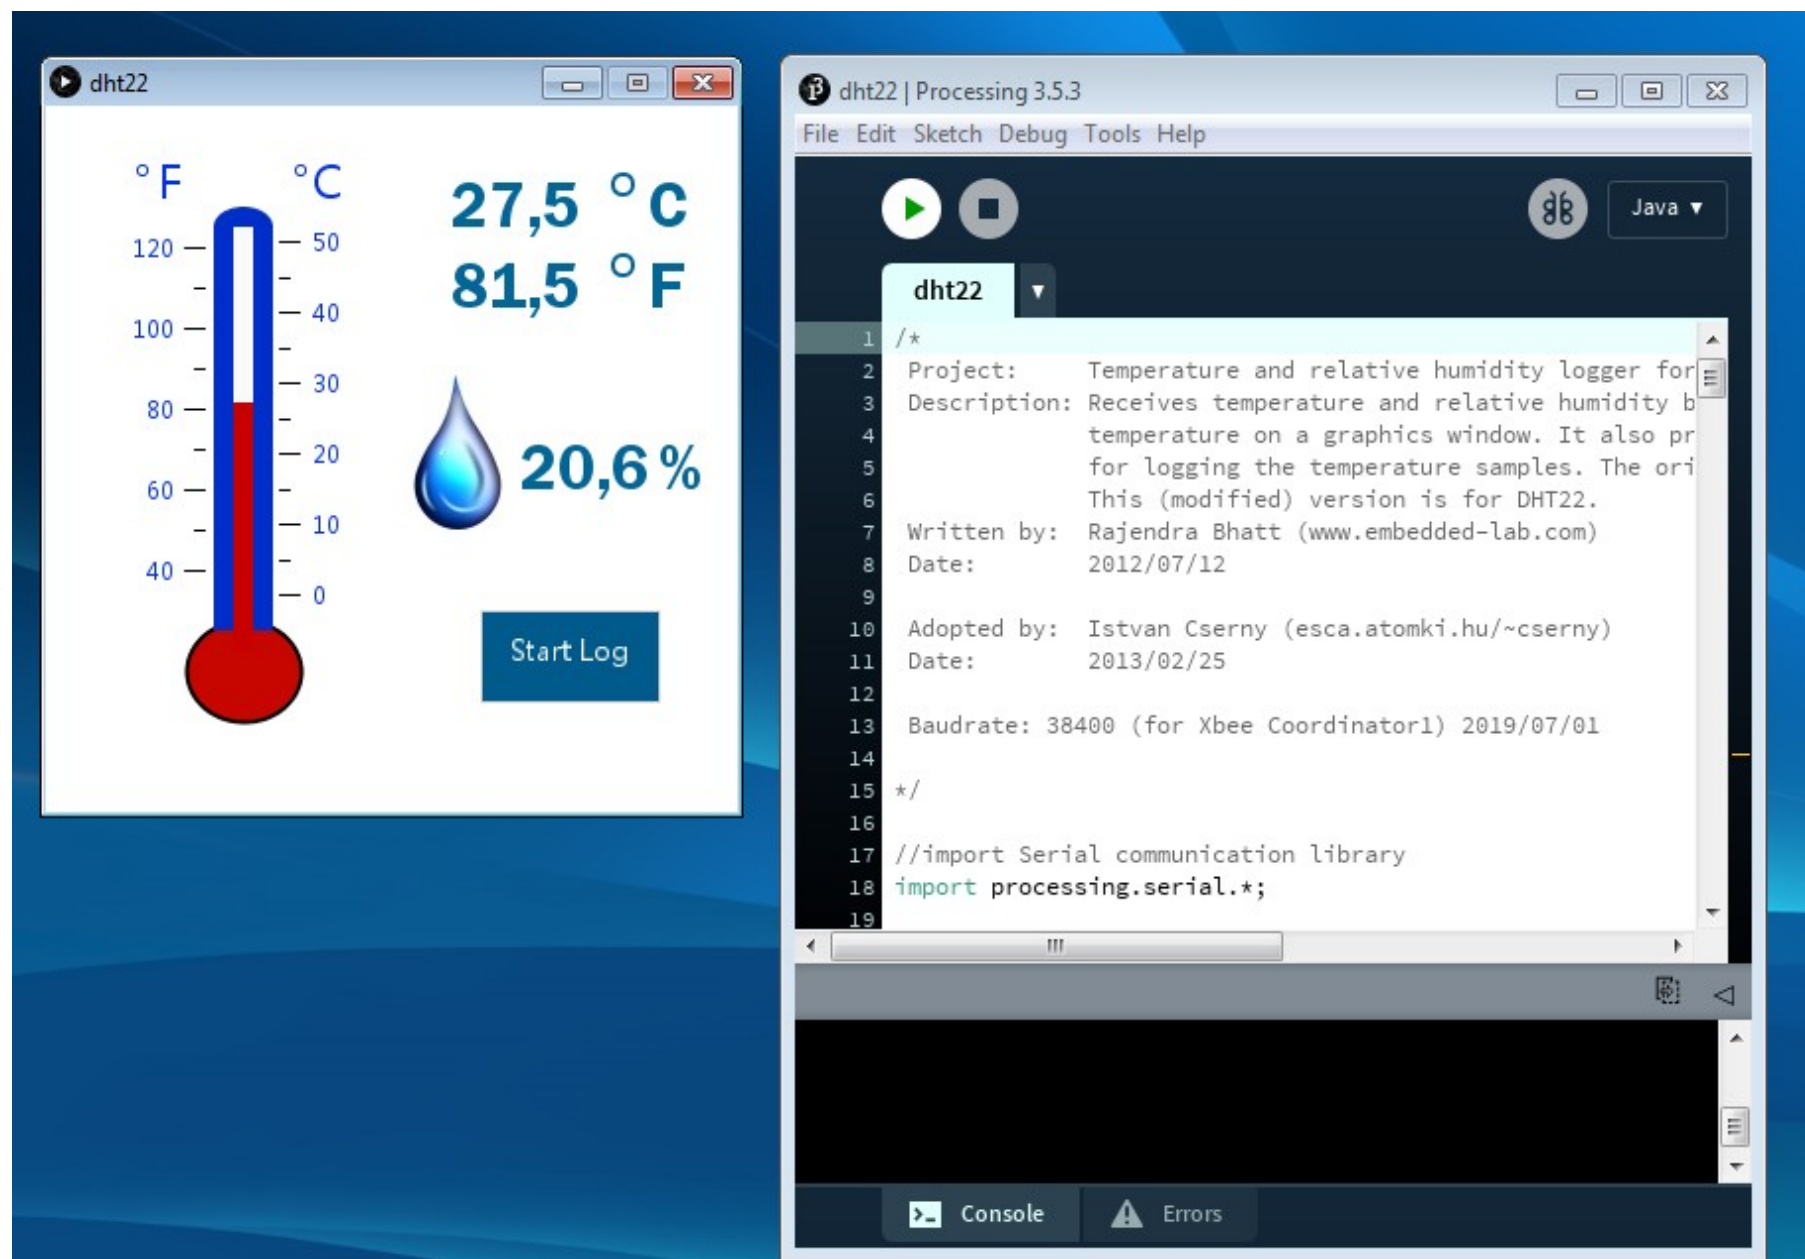 dht22
°F °C
27,5 °C
81,5 °F
120
100
80
60
40
50
40
30
20
10
0
20,6 %
Start Log
dht22 | Processing 3.5.3
File Edit Sketch Debug Tools Help
Java ▼
dht22 ▼
1 /*
2 Project: Temperature and relative humidity logger for
3 Description: Receives temperature and relative humidity b
4 temperature on a graphics window. It also pr
5 for logging the temperature samples. The ori
6 This (modified) version is for DHT22.
7 Written by: Rajendra Bhatt (www.embedded-lab.com)
8 Date: 2012/07/12
9
10 Adopted by: Istvan Cserny (esca.atomki.hu/~cserny)
11 Date: 2013/02/25
12
13 Baudrate: 38400 (for Xbee Coordinator1) 2019/07/01
14
15 */
16
17 //import Serial communication library
18 import processing.serial.*;
19
Console Errors